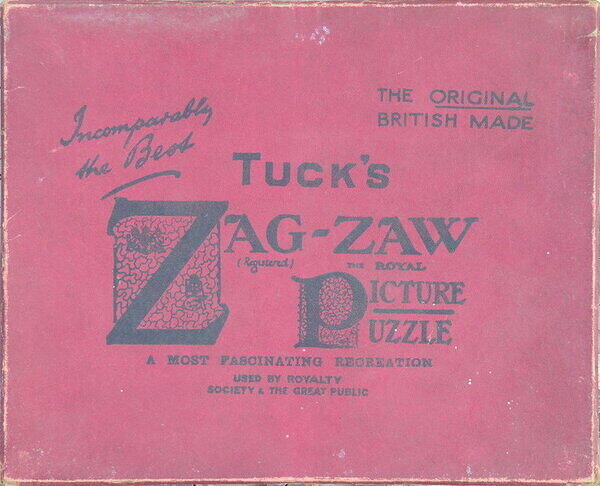 Incomparably
the Best
THE ORIGINAL
BRITISH MADE
TUCK'S
ZAG-ZAW
(Registered)
THE ROYAL
PICTURE
PUZZLE
A MOST FASCINATING RECREATION
USED BY ROYALTY
SOCIETY & THE GREAT PUBLIC